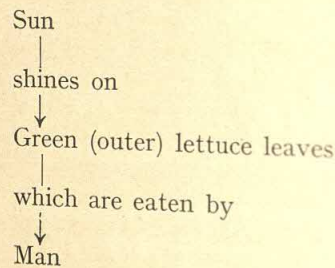 Sun
shines on
Green (outer) lettuce leaves
which are eaten by
Man